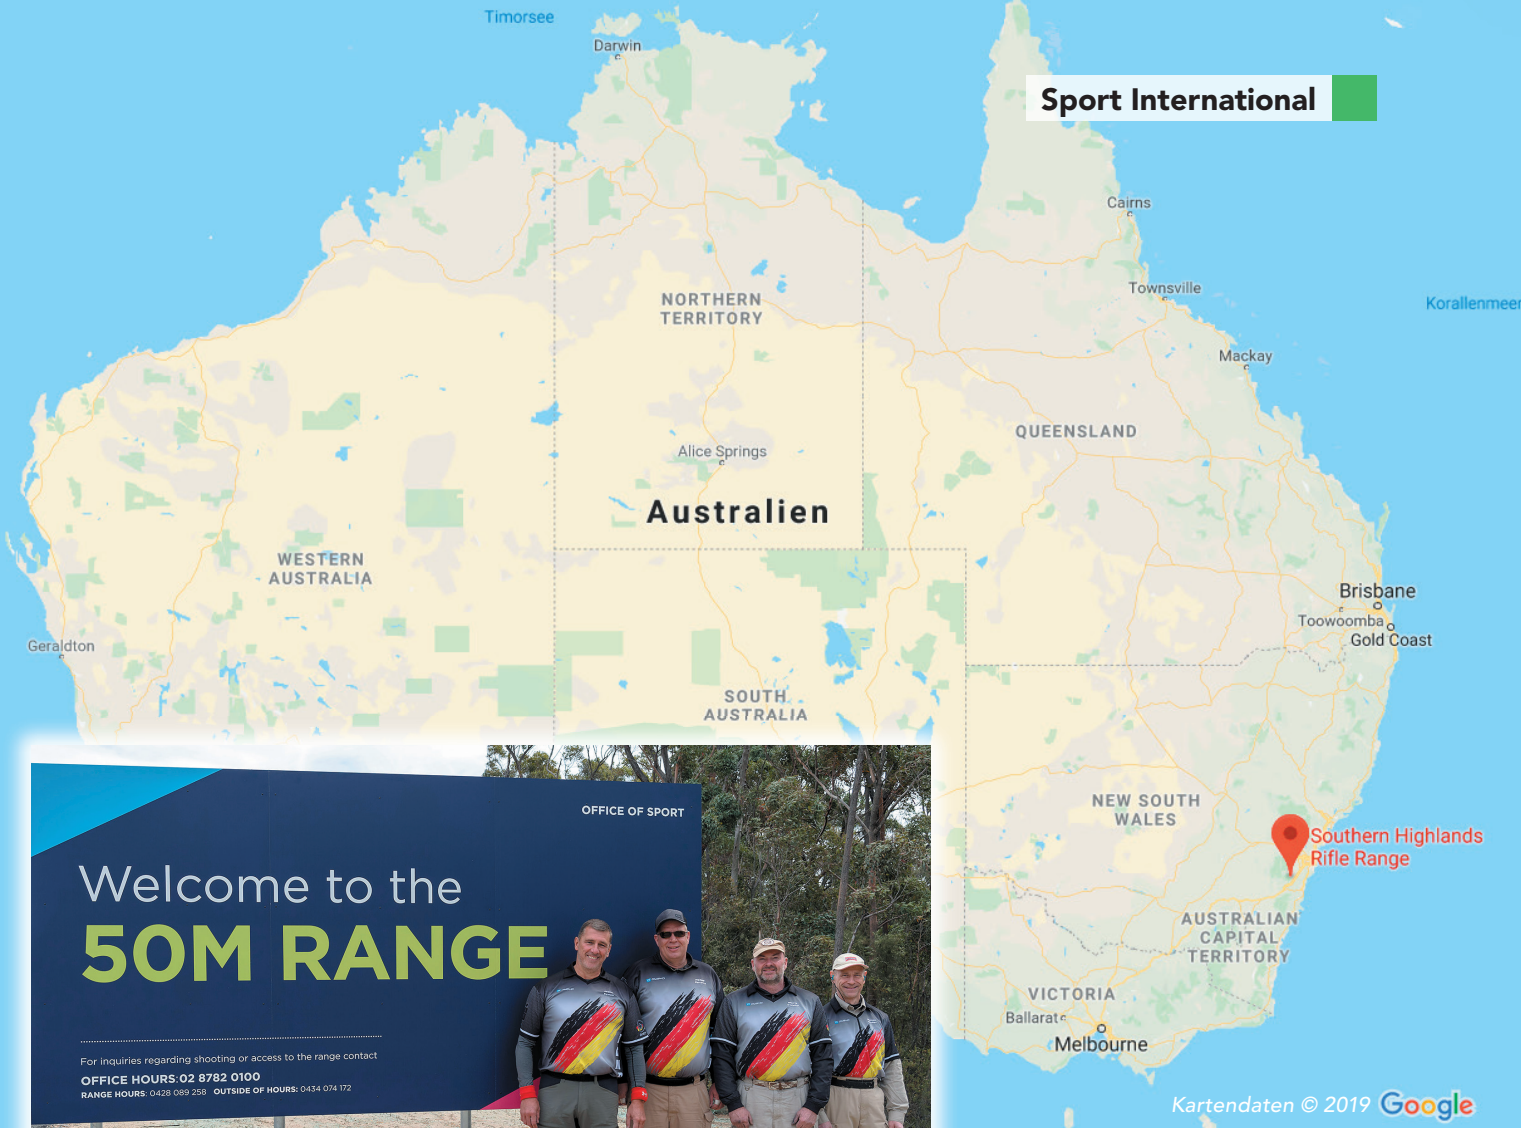 Timorsee
Darwin
Sport International
Cairns
Townsville
Korallenmeer
NORTHERN
TERRITORY
Mackay
QUEENSLAND
Alice Springs
Australien
WESTERN
AUSTRALIA
Brisbane
Toowoomba
Gold Coast
Geraldton
SOUTH
AUSTRALIA
NEW SOUTH
WALES
Southern Highlands
Rifle Range
AUSTRALIAN
CAPITAL
TERRITORY
VICTORIA
Ballarat
Melbourne
OFFICE OF SPORT
Welcome to the
50M RANGE
For inquiries regarding shooting or access to the range contact
OFFICE HOURS:02 8782 0100
RANGE HOURS: 0428 089 258 OUTSIDE OF HOURS: 0434 074 172
Kartendaten © 2019 Google